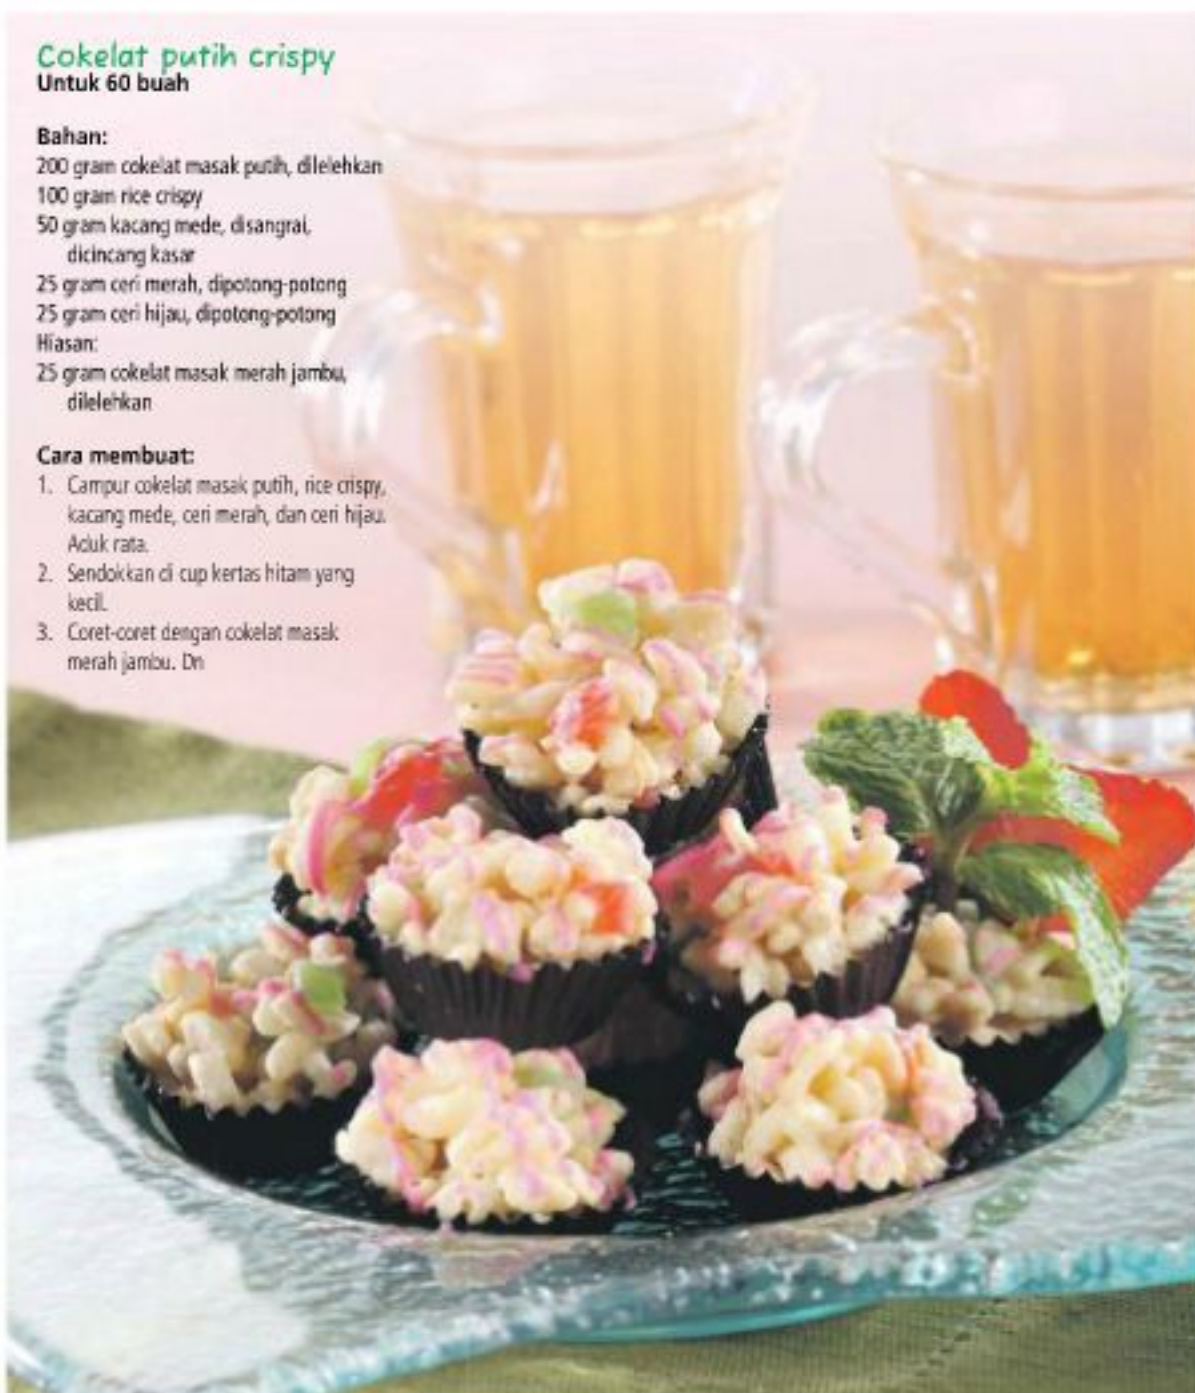 Cokelat putih crispy
Untuk 60 buah
Bahan:
200 gram cokelat masak putih, dilelehkan
100 gram rice crispy
50 gram kacang mede, disangrai,
dicincang kasar
25 gram ceri merah, dipotong-potong
25 gram ceri hijau, dipotong-potong
Hiasan:
25 gram cokelat masak merah jambu,
dilelehkan
Cara membuat:
1. Campur cokelat masak putih, rice crispy,
kacang mede, ceri merah, dan ceri hijau.
Aduk rata.
2. Sendokkan di cup kertas hitam yang
kecil.
3. Coret-coret dengan cokelat masak
merah jambu. Dn